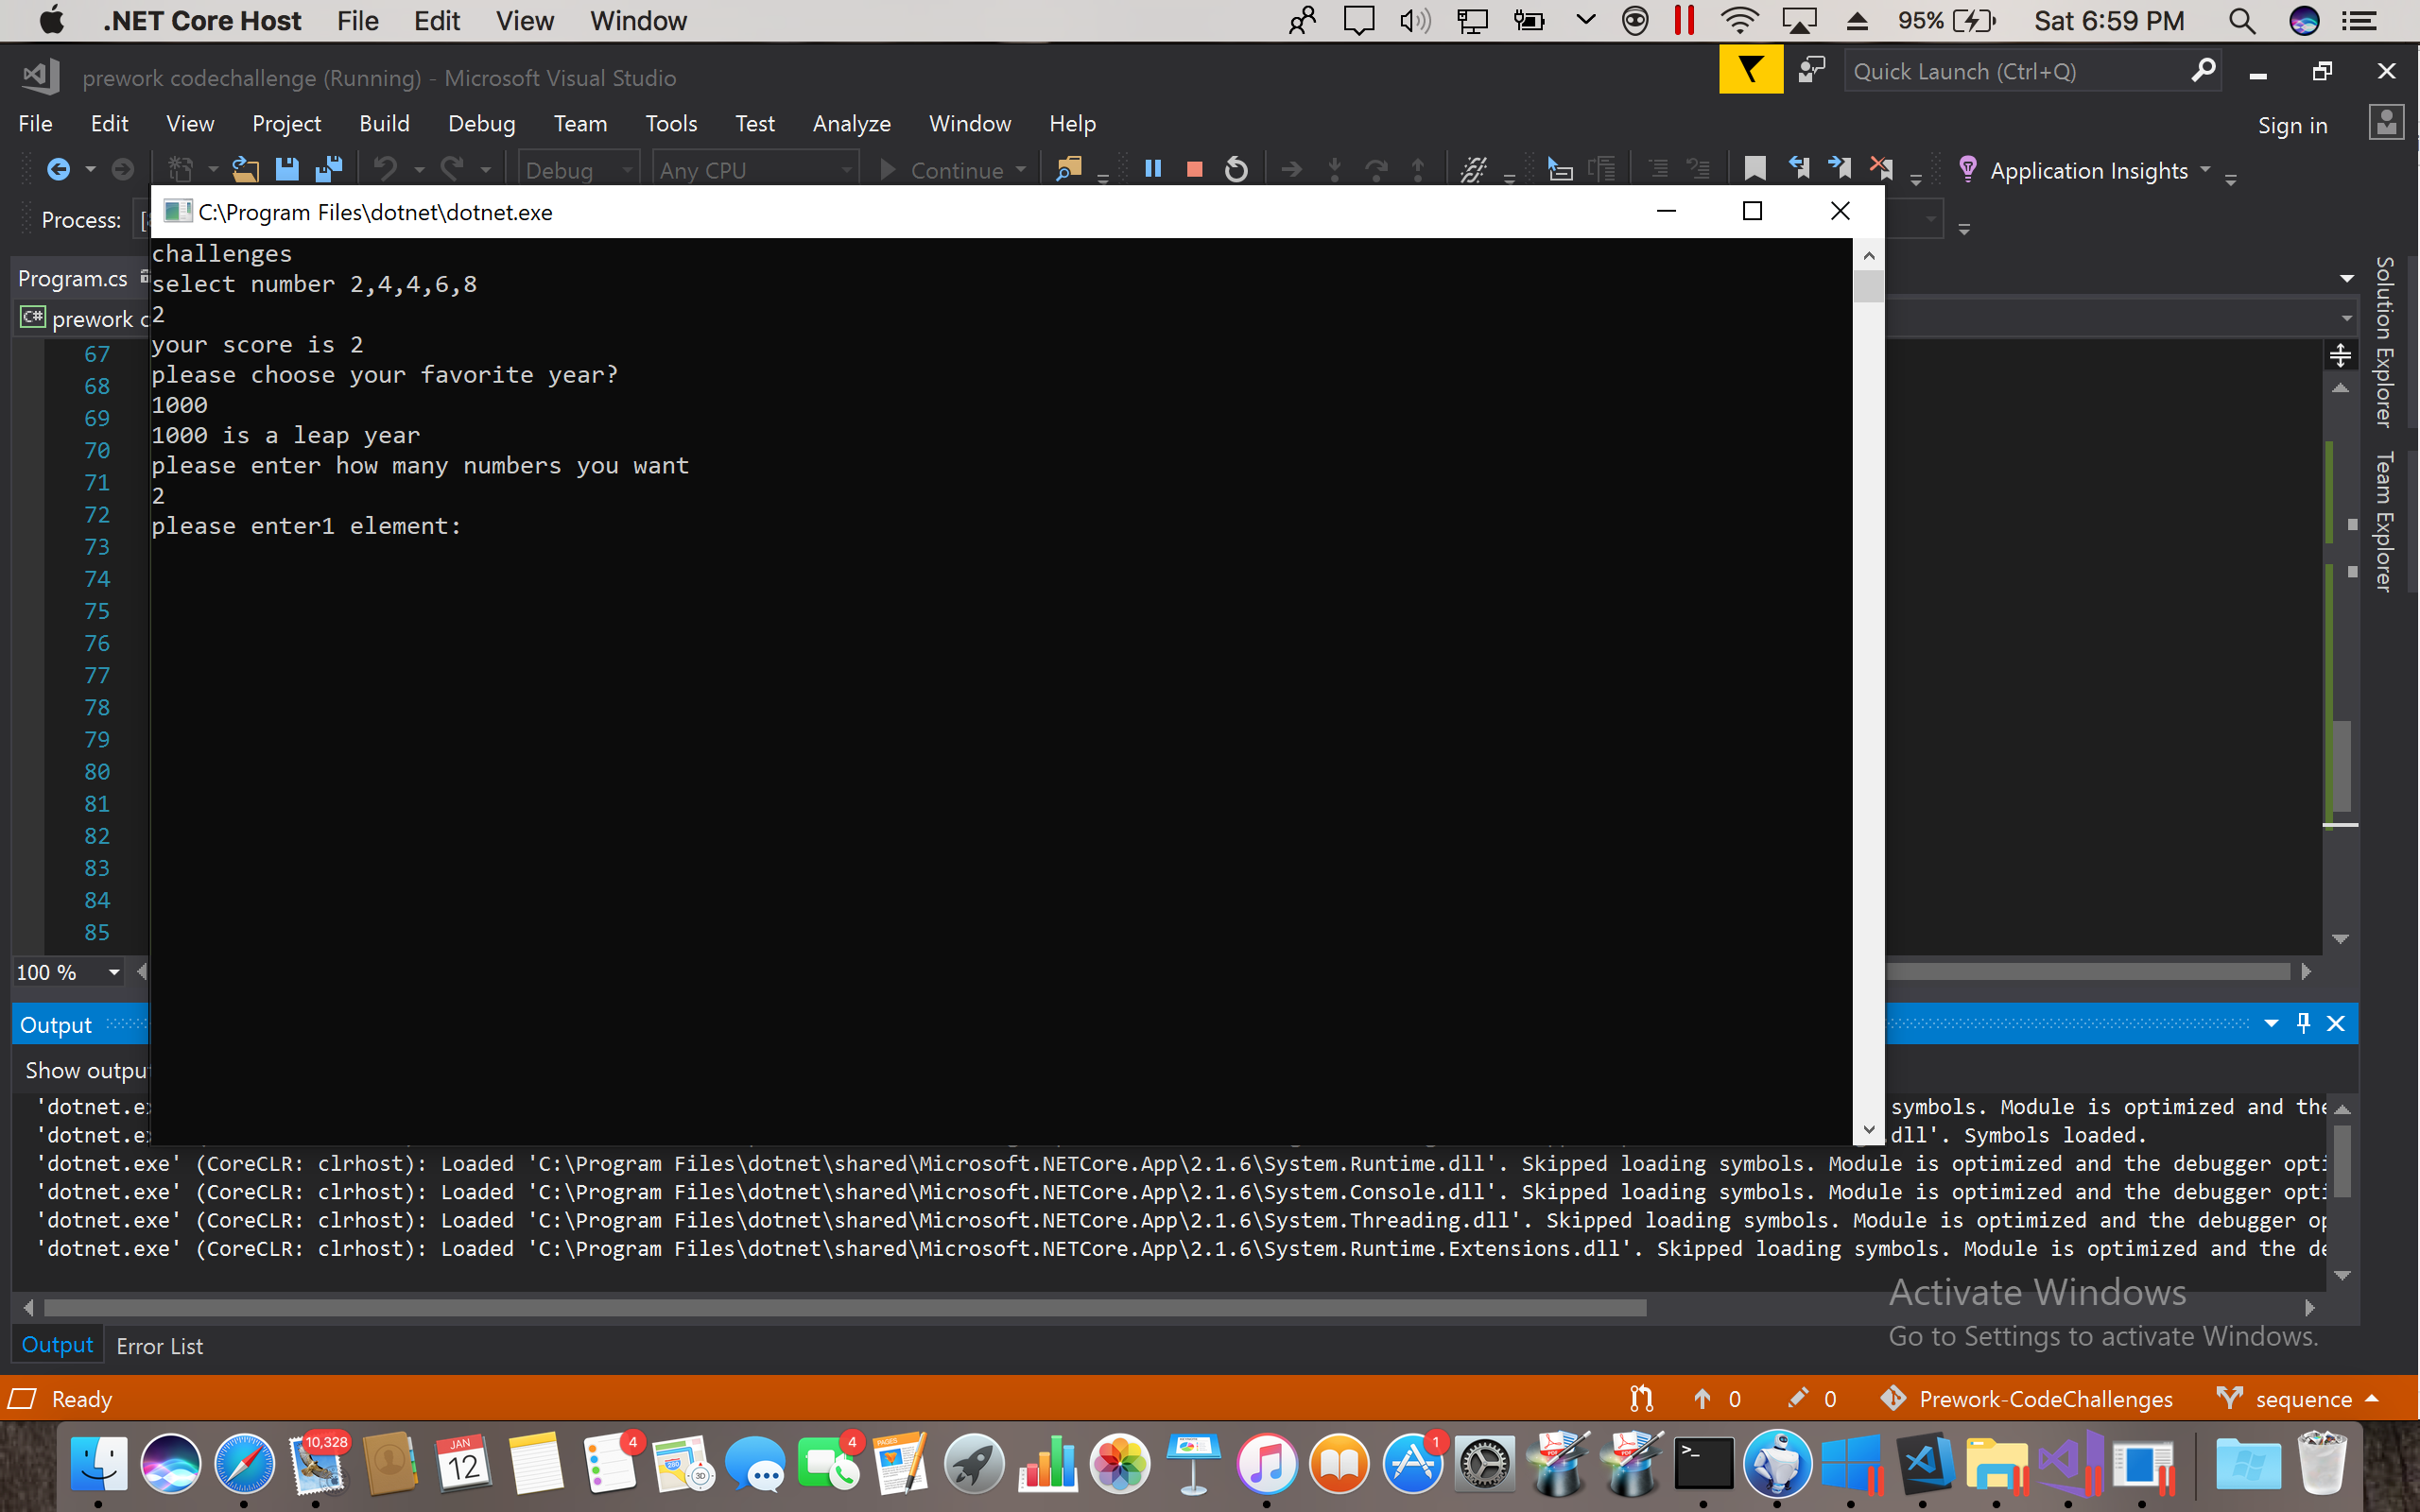 .NET Core Host File Edit View Window 95% Sat 6:59 PM
prework codechallenge (Running) - Microsoft Visual Studio Quick Launch (Ctrl+Q)
File Edit View Project Build Debug Team Tools Test Analyze Window Help Sign in
Debug Any CPU Continue Application Insights
Process:
C:\Program Files\dotnet\dotnet.exe
Program.cs
C# prework
challenges
select number 2,4,4,6,8
2
your score is 2
please choose your favorite year?
1000
1000 is a leap year
please enter how many numbers you want
2
please enter1 element:
67
68
69
70
71
72
73
74
75
76
77
78
79
80
81
82
83
84
85
Solution Explorer
Team Explorer
100 %
Output
Show outpu
'dotnet.e symbols. Module is optimized and the
'dotnet.e .dll'. Symbols loaded.
'dotnet.exe' (CoreCLR: clrhost): Loaded 'C:\Program Files\dotnet\shared\Microsoft.NETCore.App\2.1.6\System.Runtime.dll'. Skipped loading symbols. Module is optimized and the debugger opti
'dotnet.exe' (CoreCLR: clrhost): Loaded 'C:\Program Files\dotnet\shared\Microsoft.NETCore.App\2.1.6\System.Console.dll'. Skipped loading symbols. Module is optimized and the debugger opti
'dotnet.exe' (CoreCLR: clrhost): Loaded 'C:\Program Files\dotnet\shared\Microsoft.NETCore.App\2.1.6\System.Threading.dll'. Skipped loading symbols. Module is optimized and the debugger op
'dotnet.exe' (CoreCLR: clrhost): Loaded 'C:\Program Files\dotnet\shared\Microsoft.NETCore.App\2.1.6\System.Runtime.Extensions.dll'. Skipped loading symbols. Module is optimized and the de
Activate Windows
Go to Settings to activate Windows.
Output Error List
Ready 0 0 Prework-CodeChallenges sequence
10,328 JAN 12 4 3D 4 PAGES 1